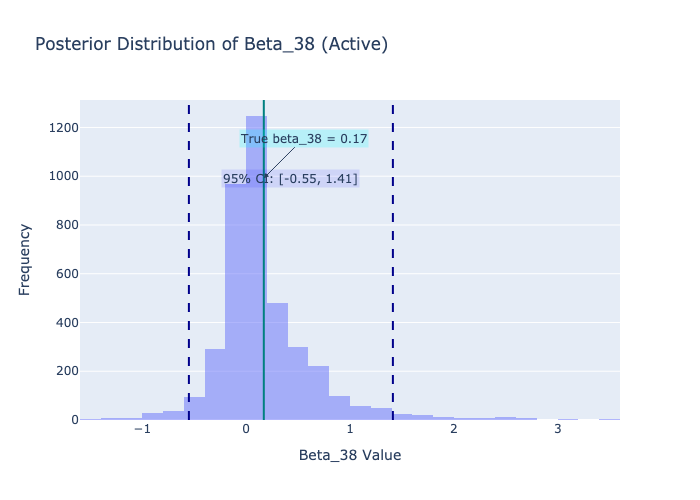 Posterior Distribution of Beta_38 (Active)
1200
True beta_38 = 0.17
1000
95% CI: [-0.55, 1.41]
800
600
400
200
0
−1
0
1
2
3
Frequency
Beta_38 Value